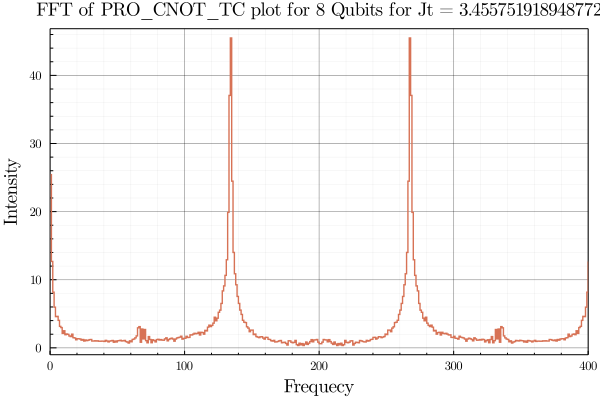 FFT of PRO_CNOT_TC plot for 8 Qubits for Jt = 3.455751918948772
Intensity
40
30
20
10
0
0 100 200 300 400
Frequecy